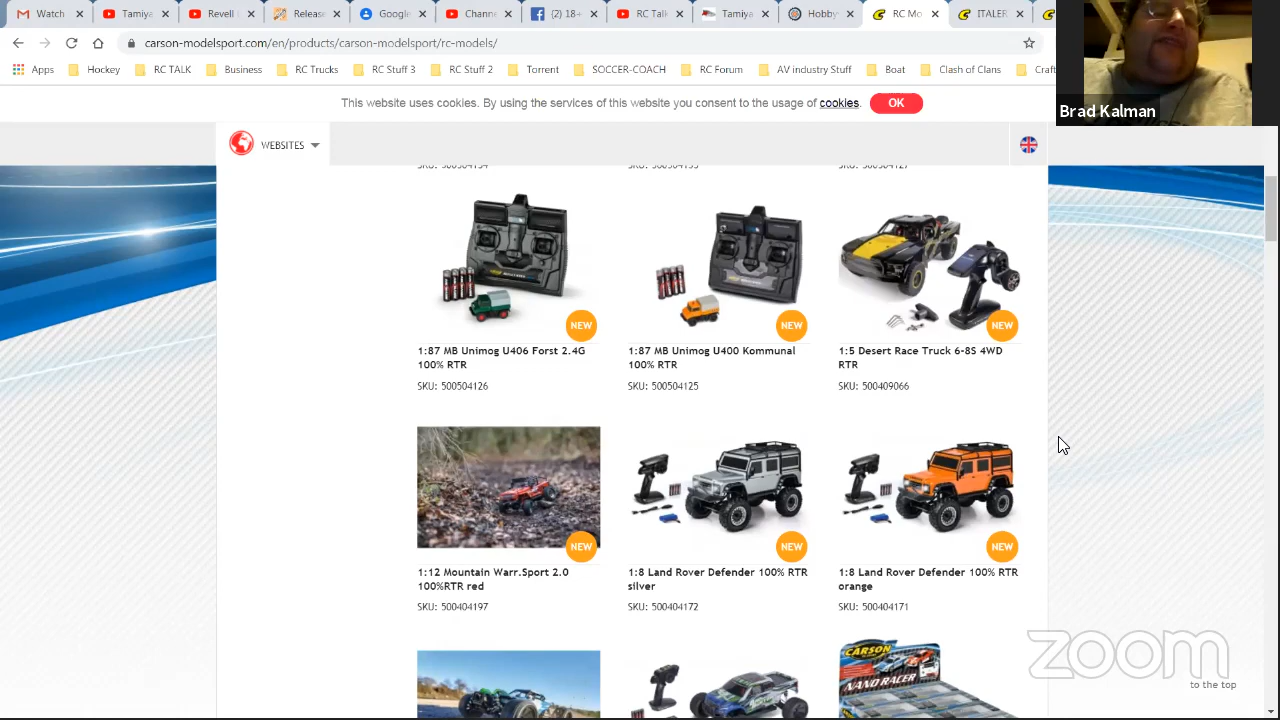 Watch
Tamiya
Revell
Release
Google
Channe
(2) 18+
RC Talk
Tamiya
Hobby
RC Mo
ITALER
carson-modelsport.com/en/products/carson-modelsport/rc-models/
Apps Hockey RC TALK Business RC Trucks RC Stuff 3 RC Stuff 2 Torrent SOCCER-COACH RC Forum AV industry Stuff Boat Clash of Clans Craft
This website uses cookies. By using the services of this website you consent to the usage of cookies. OK
Brad Kalman
WEBSITES
NEW NEW NEW
1:87 MB Unimog U406 Forst 2.4G
100% RTR
SKU: 500504126
1:87 MB Unimog U400 Kommunal
100% RTR
SKU: 500504125
1:5 Desert Race Truck 6-8S 4WD
RTR
SKU: 500409066
NEW NEW NEW
1:12 Mountain Warr.Sport 2.0
100%RTR red
SKU: 500404197
1:8 Land Rover Defender 100% RTR
silver
SKU: 500404172
1:8 Land Rover Defender 100% RTR
orange
SKU: 500404171
CARSON
NANO RACER
zoom
to the top